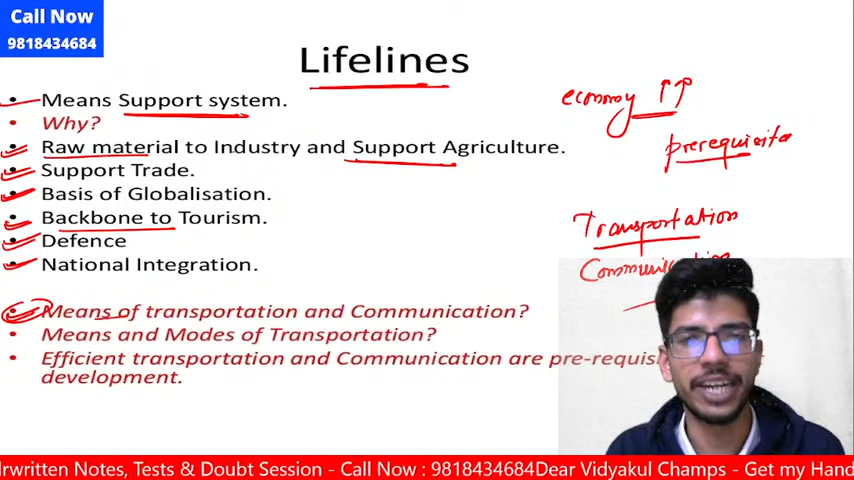 Call Now
9818434684
Lifelines
• Means Support system.
• Why?
• Raw material to Industry and Support Agriculture.
• Support Trade.
• Basis of Globalisation.
• Backbone to Tourism.
• Defence
• National Integration.
• Means of transportation and Communication?
• Means and Modes of Transportation?
• Efficient transportation and Communication are pre-requis
development.
economy ↑↑
prerequisite
Transportation
Communication
rwritten Notes, Tests & Doubt Session - Call Now : 9818434684Dear Vidyakul Champs - Get my Hand